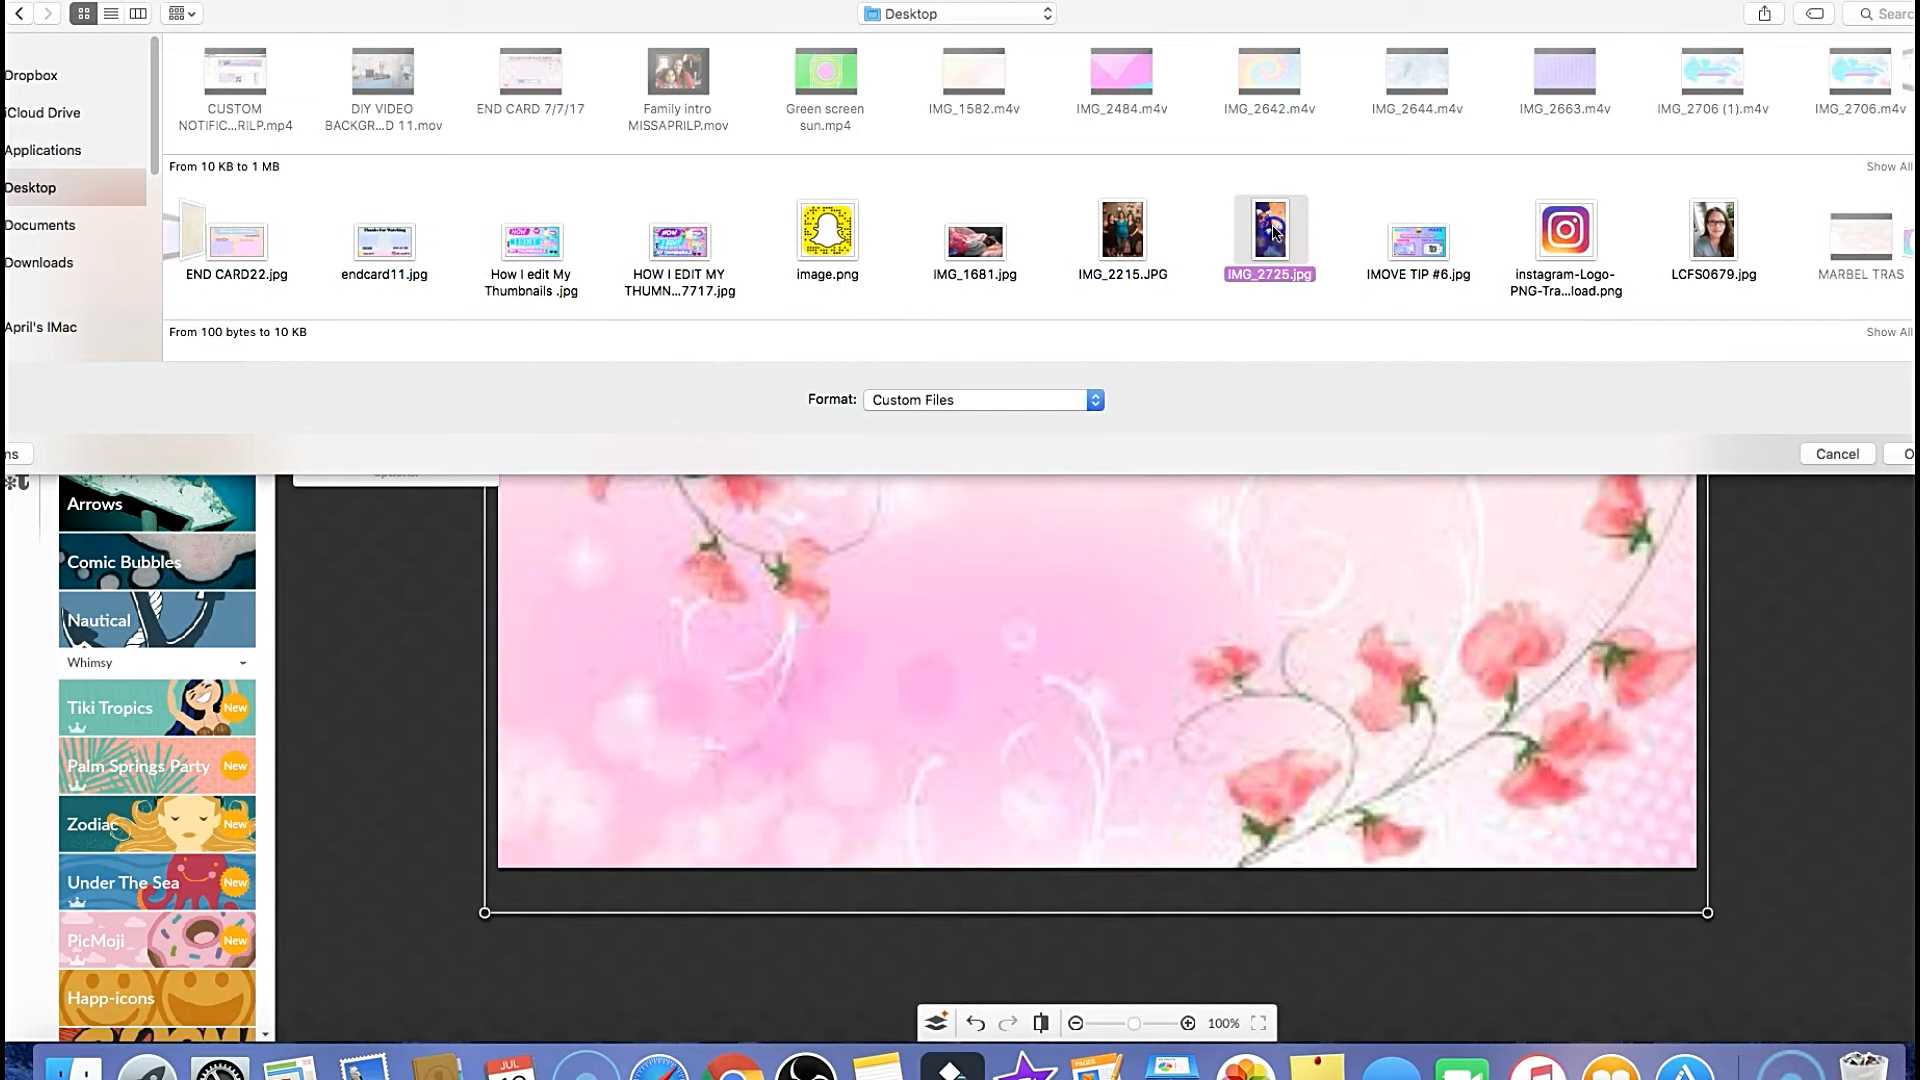 Desktop
Searc
Dropbox
iCloud Drive
Applications
Desktop
Documents
Downloads
April's IMac
CUSTOM
NOTIFIC...RILP.mp4
DIY VIDEO
BACKGR...D 11.mov
END CARD 7/7/17
Family intro
MISSAPRILP.mov
Green screen
sun.mp4
IMG_1582.m4v
IMG_2484.m4v
IMG_2642.m4v
IMG_2644.m4v
IMG_2663.m4v
IMG_2706 (1).m4v
IMG_2706.m4v
From 10 KB to 1 MB
Show All
END CARD22.jpg
endcard11.jpg
How I edit My
Thumbnails .jpg
HOW I EDIT MY
THUMN...7717.jpg
image.png
IMG_1681.jpg
IMG_2215.JPG
IMG_2725.jpg
IMOVE TIP #6.jpg
instagram-Logo-
PNG-Tra...load.png
LCFS0679.jpg
MARBEL TRAS
From 100 bytes to 10 KB
Show All
Format: Custom Files
ms
Cancel
O
Arrows
Comic Bubbles
Nautical
Whimsy
Tiki Tropics New
Palm Springs Party New
Zodiac New
Under The Sea New
PicMoji New
Happ-icons
100%
JUL
PAGES